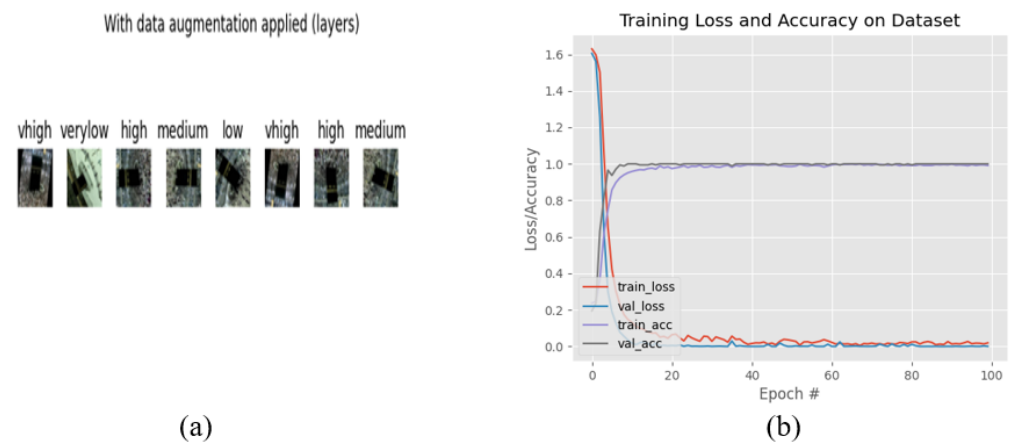 With data augmentation applied (layers)
vhigh verylow high medium low vhigh high medium
(a)
Training Loss and Accuracy on Dataset
1.6
1.4
1.2
1.0
0.8
0.6
0.4
0.2
0.0
Loss/Accuracy
train_loss
val_loss
train_acc
val_acc
0 20 40 60 80 100
Epoch #
(b)